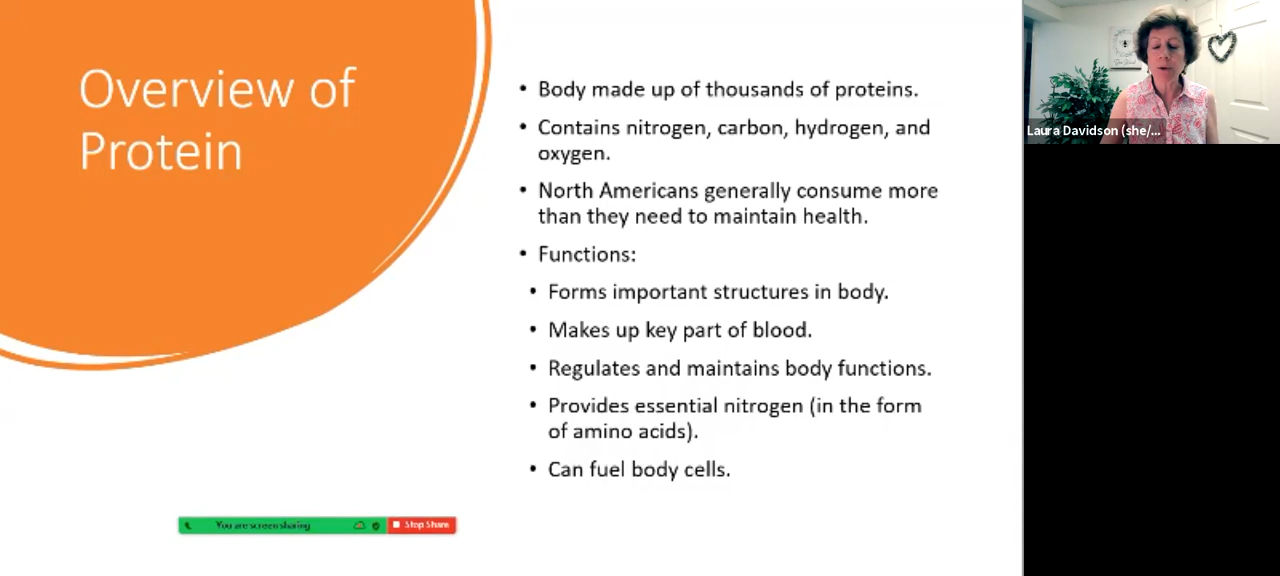 Overview of
Protein
• Body made up of thousands of proteins.
• Contains nitrogen, carbon, hydrogen, and
oxygen.
• North Americans generally consume more
than they need to maintain health.
• Functions:
• Forms important structures in body.
• Makes up key part of blood.
• Regulates and maintains body functions.
• Provides essential nitrogen (in the form
of amino acids).
• Can fuel body cells.
You are screen sharing
Stop Share
Laura Davidson (she/...